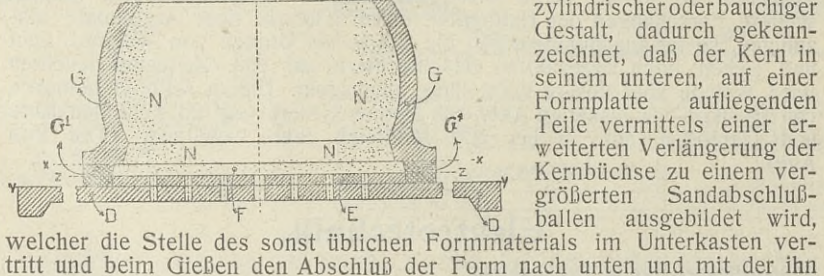 zylindrischer oder bauchiger
Gestalt, dadurch gekenn-
zeichnet, daß der Kern in
seinem unteren, auf einer
Formplatte aufliegenden
Teile vermittels einer er-
weiterten Verlängerung der
Kernbüchse zu einem ver-
größerten Sandabschluß-
ballen ausgebildet wird,
G N N G
G¹ G¹
x N N x
z z
y y
D F E D
welcher die Stelle des sonst üblichen Formmaterials im Unterkasten ver-
tritt und beim Gießen den Abschluß der Form nach unten und mit der ihn